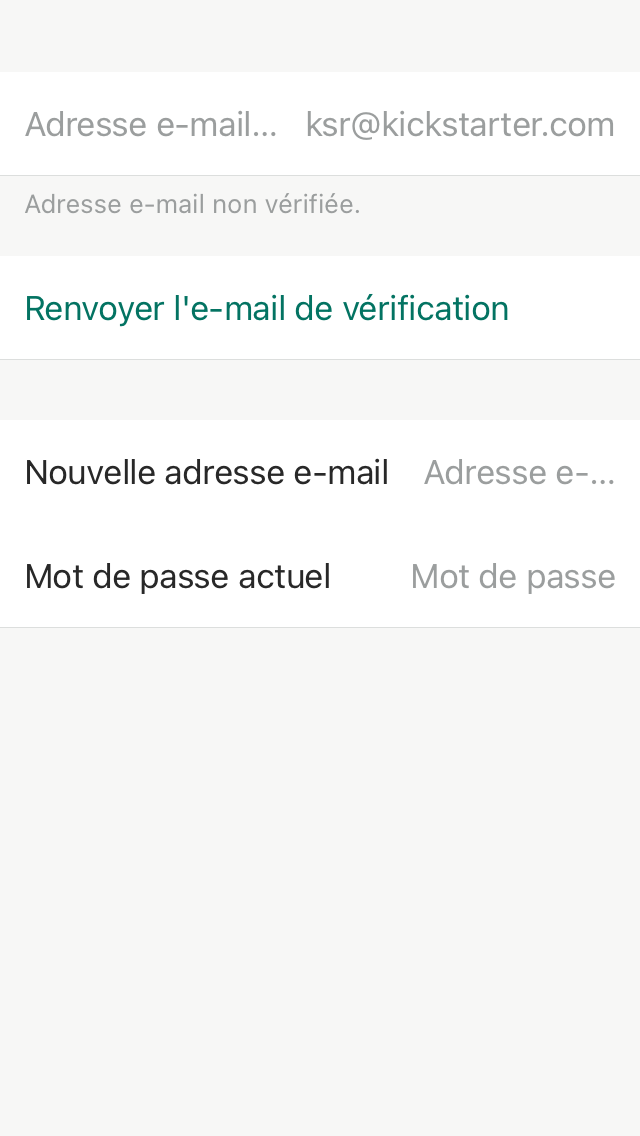 Adresse e-mail... ksr@kickstarter.com
Adresse e-mail non vérifiée.
Renvoyer l'e-mail de vérification
Nouvelle adresse e-mail Adresse e-...
Mot de passe actuel Mot de passe